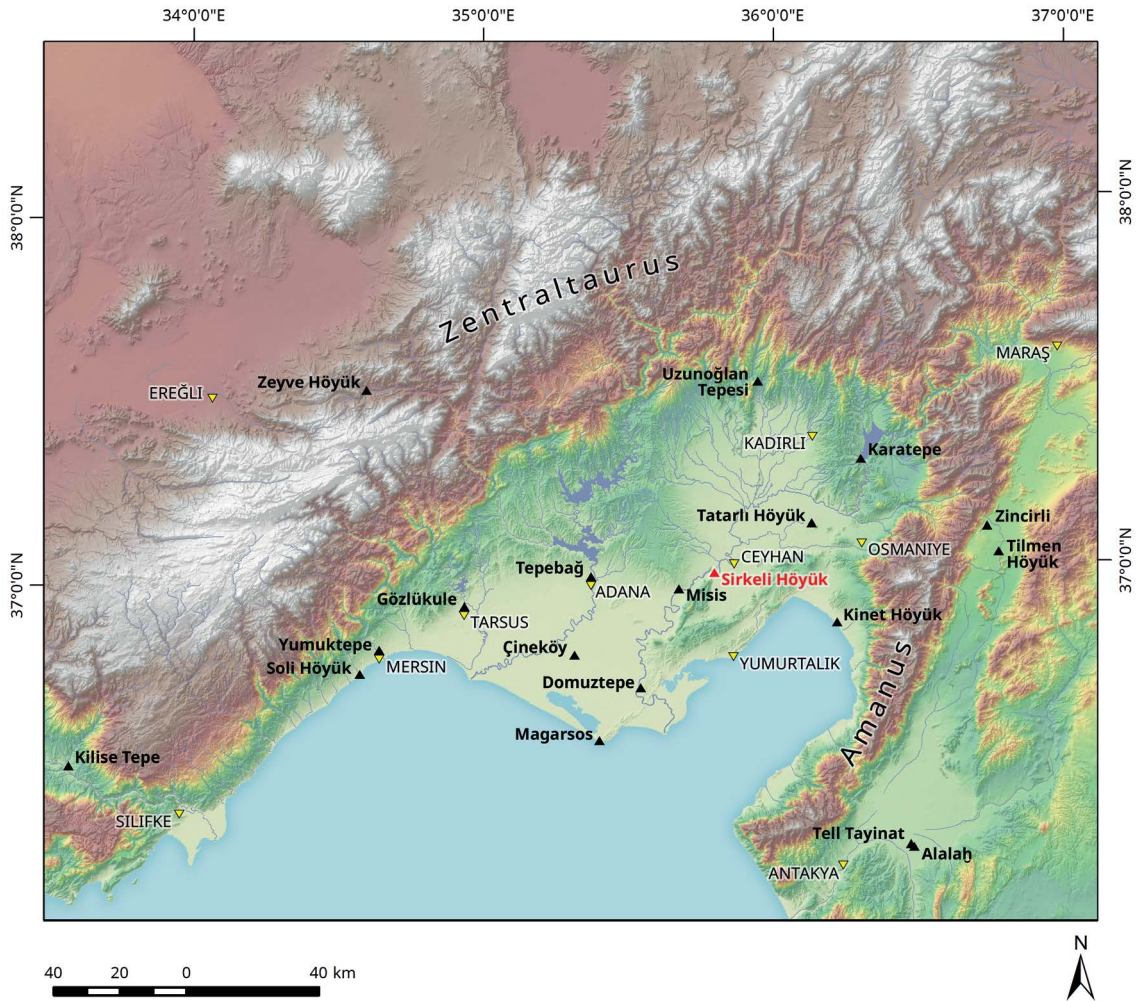 34°0'0"E
35°0'0"E
36°0'0"E
37°0'0"E
38°0'0"N
38°0'0"N
Zentraltaurus
MARAŞ
Uzunoğlan
Tepesi
Zeyve Höyük
EREĞLI
KADIRLI
Karatepe
Tatarlı Höyük
Zincirli
OSMANIYE
Tilmen
Höyük
CEYHAN
37°0'0"N
37°0'0"N
Tepebağ
Sirkeli Höyük
ADANA
Misis
Gözlükule
TARSUS
Kinet Höyük
Yumuktepe
Çineköy
MERSIN
Soli Höyük
YUMURTALIK
Domuztepe
Amanus
Magarsos
Kilise Tepe
SILIFKE
Tell Tayinat
Alalaḫ
ANTAKYA
N
40 20 0 40 km